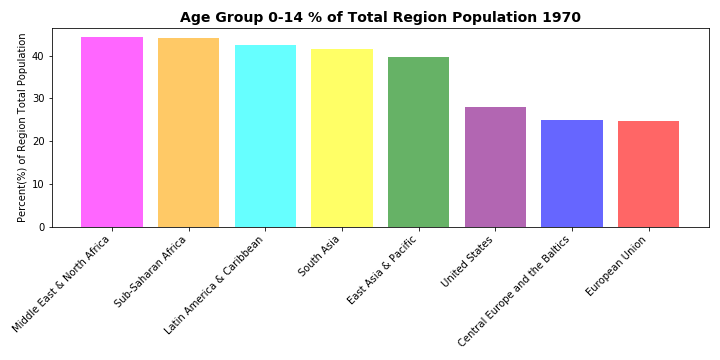 Age Group 0-14 % of Total Region Population 1970
Percent(%) of Region Total Population
40
30
20
10
0
Middle East & North Africa
Sub-Saharan Africa
Latin America & Caribbean
South Asia
East Asia & Pacific
United States
Central Europe and the Baltics
European Union